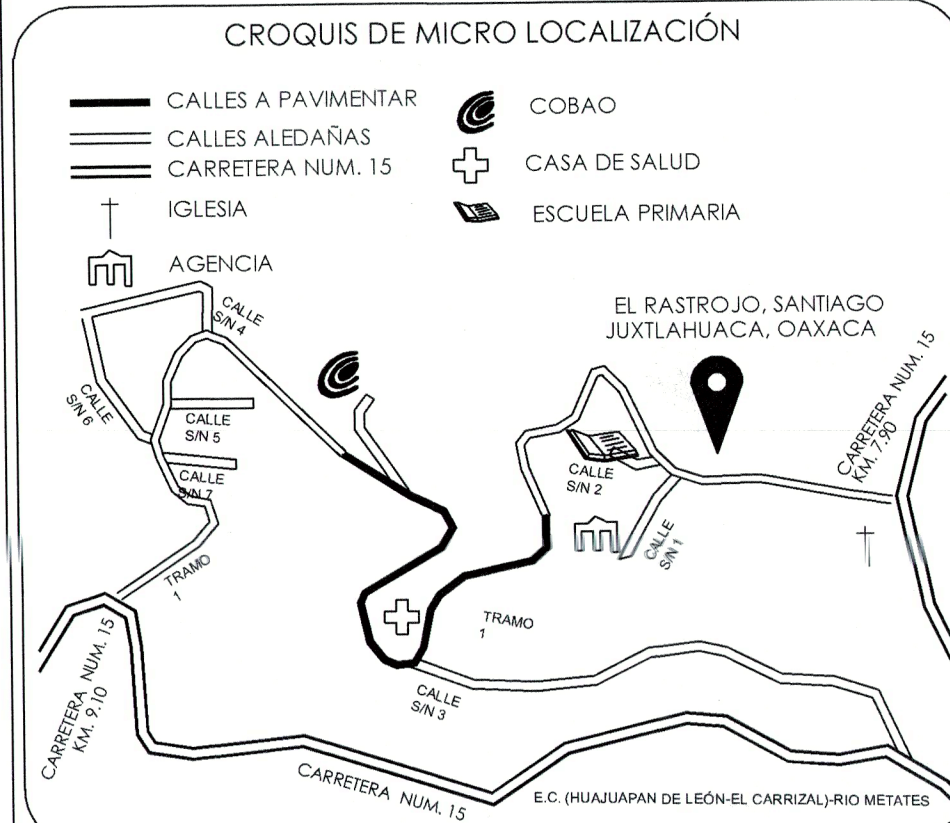 CROQUIS DE MICRO LOCALIZACIÓN
CALLES A PAVIMENTAR
CALLES ALEDAÑAS
CARRETERA NUM. 15
IGLESIA
AGENCIA
COBAO
CASA DE SALUD
ESCUELA PRIMARIA
EL RASTROJO, SANTIAGO
JUXTLAHUACA, OAXACA
CALLE
S/N 4
CALLE
S/N 6
CALLE
S/N 5
CALLE
S/N 7
TRAMO
1
CARRETERA NUM. 15
KM. 9.10
CALLE
S/N 2
CALLE
S/N 1
CARRETERA NUM. 15
KM. 7.90
TRAMO
1
CALLE
S/N 3
CARRETERA NUM. 15
E.C. (HUAJUAPAN DE LEÓN-EL CARRIZAL)-RIO METATES